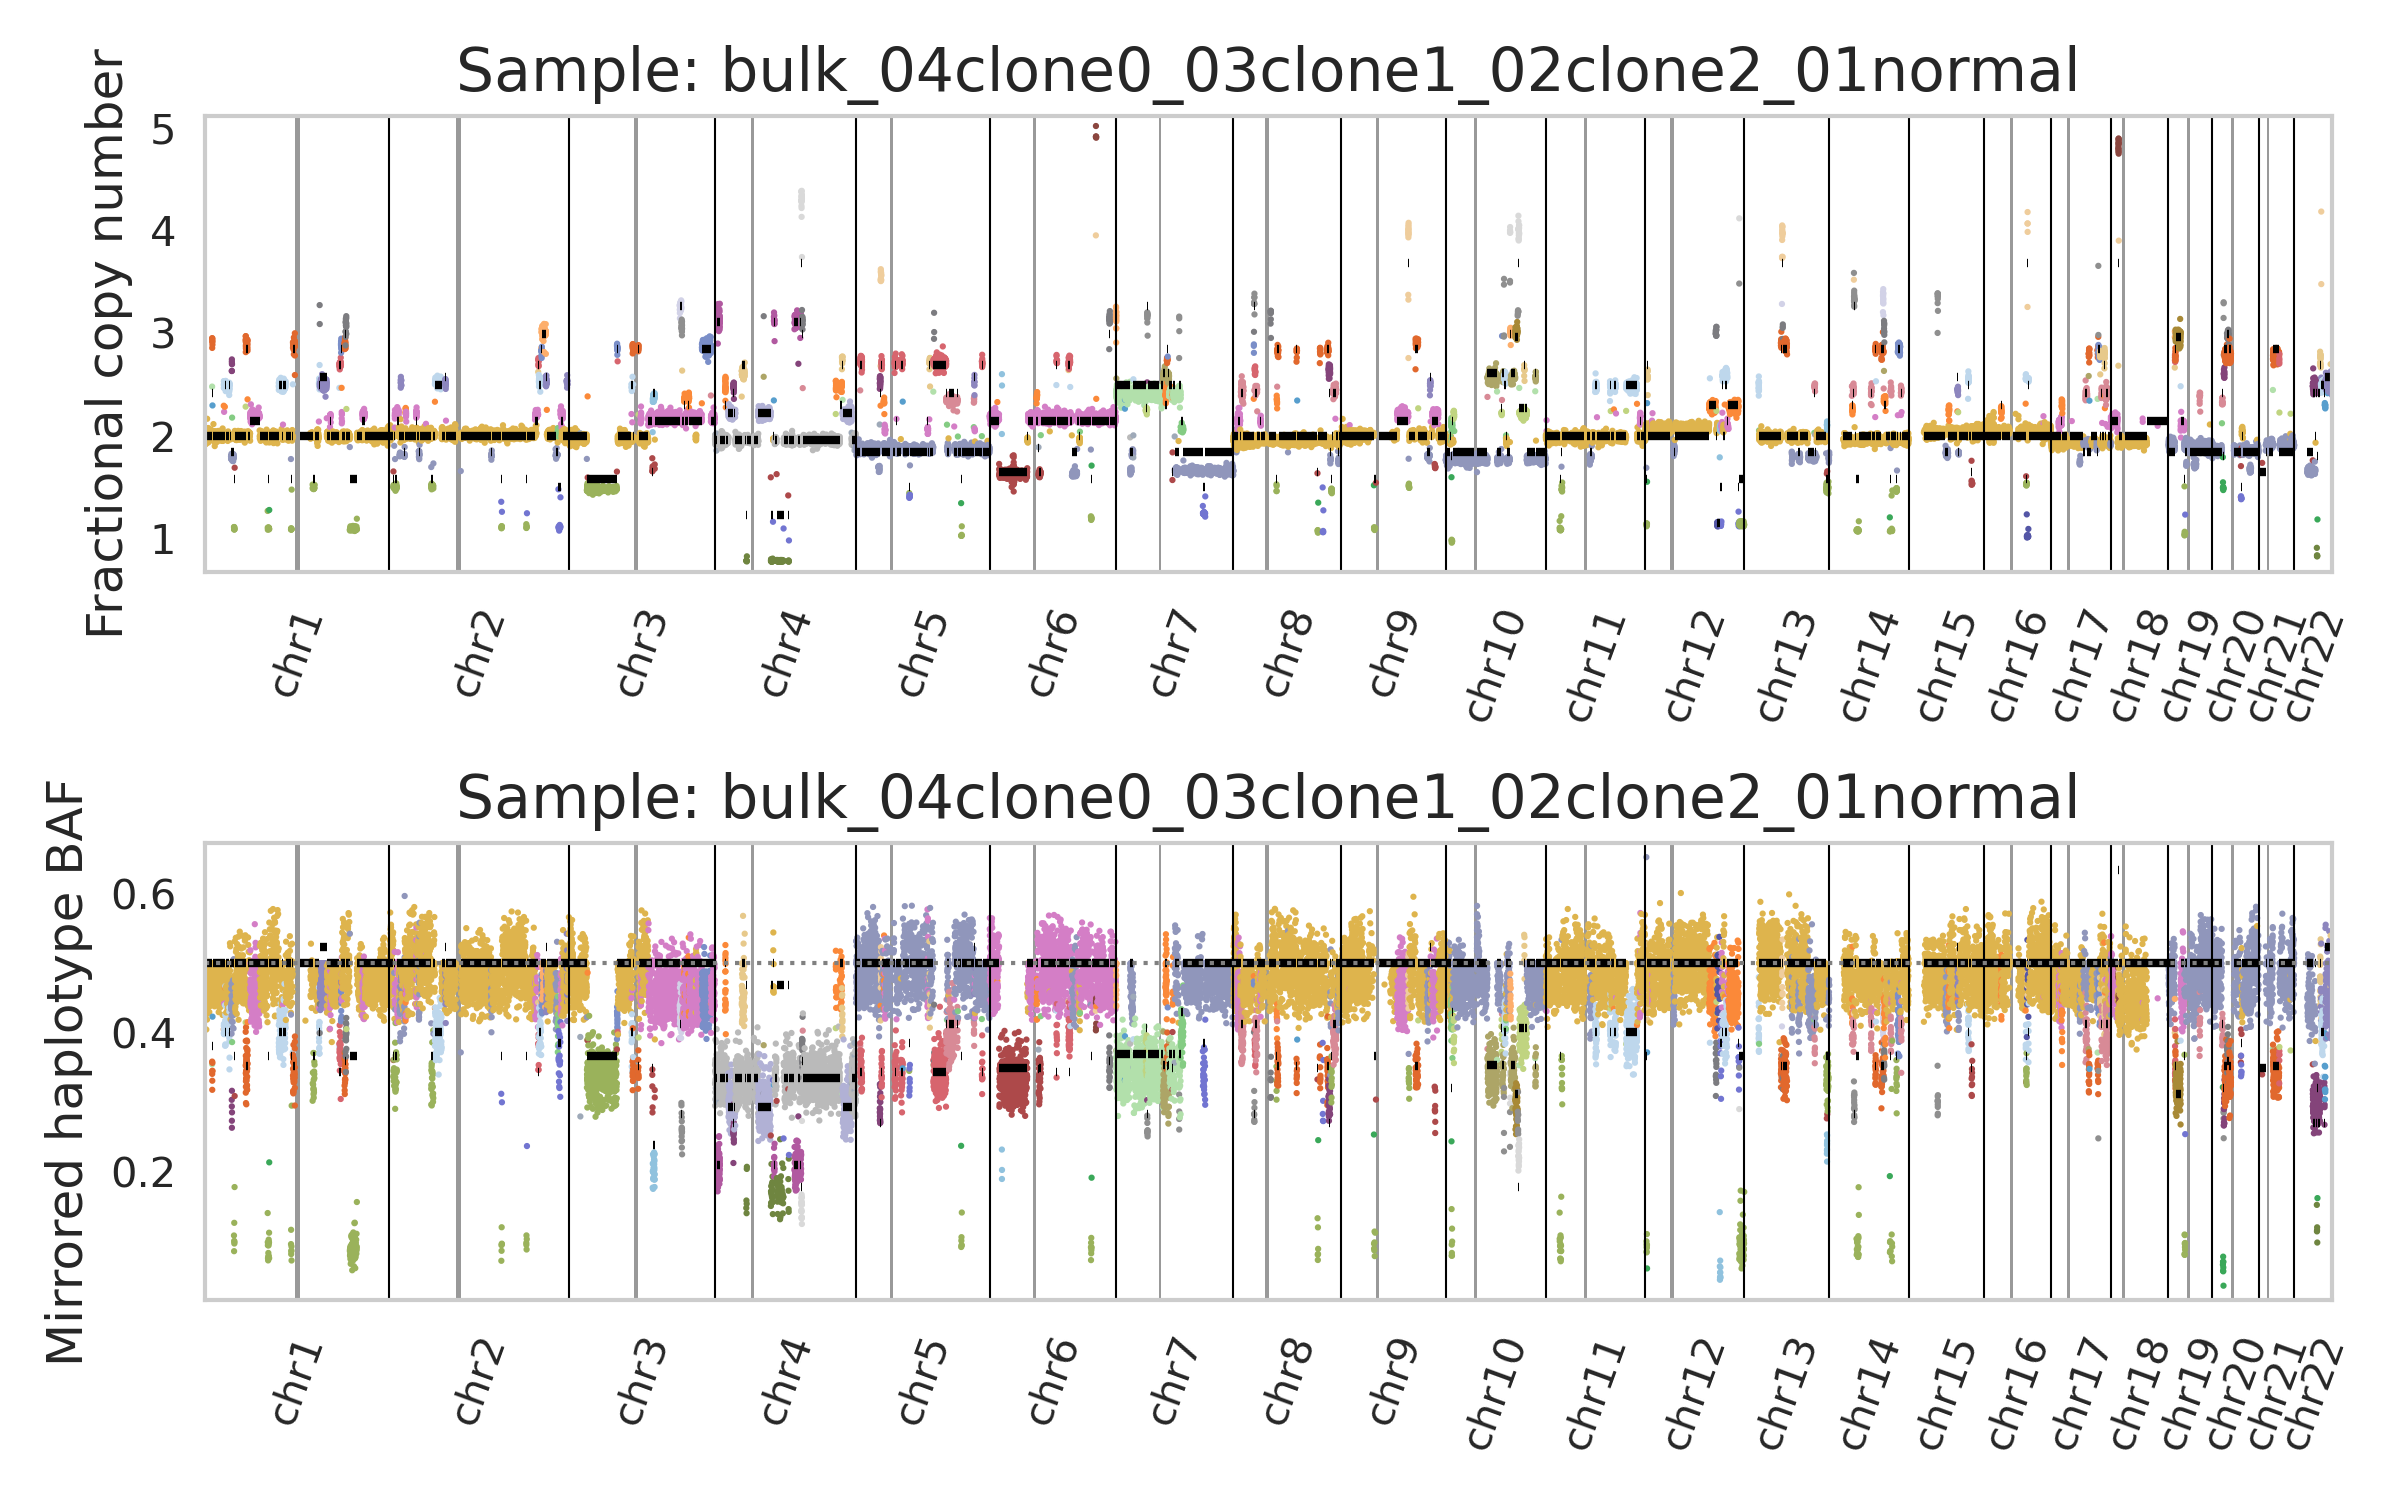 Sample: bulk_04clone0_03clone1_02clone2_01normal
Fractional copy number
5
4
3
2
1
chr1
chr2
chr3
chr4
chr5
chr6
chr7
chr8
chr9
chr10
chr11
chr12
chr13
chr14
chr15
chr16
chr17
chr18
chr19
chr20
chr21
chr22
Sample: bulk_04clone0_03clone1_02clone2_01normal
Mirrored haplotype BAF
0.6
0.4
0.2
chr1
chr2
chr3
chr4
chr5
chr6
chr7
chr8
chr9
chr10
chr11
chr12
chr13
chr14
chr15
chr16
chr17
chr18
chr19
chr20
chr21
chr22